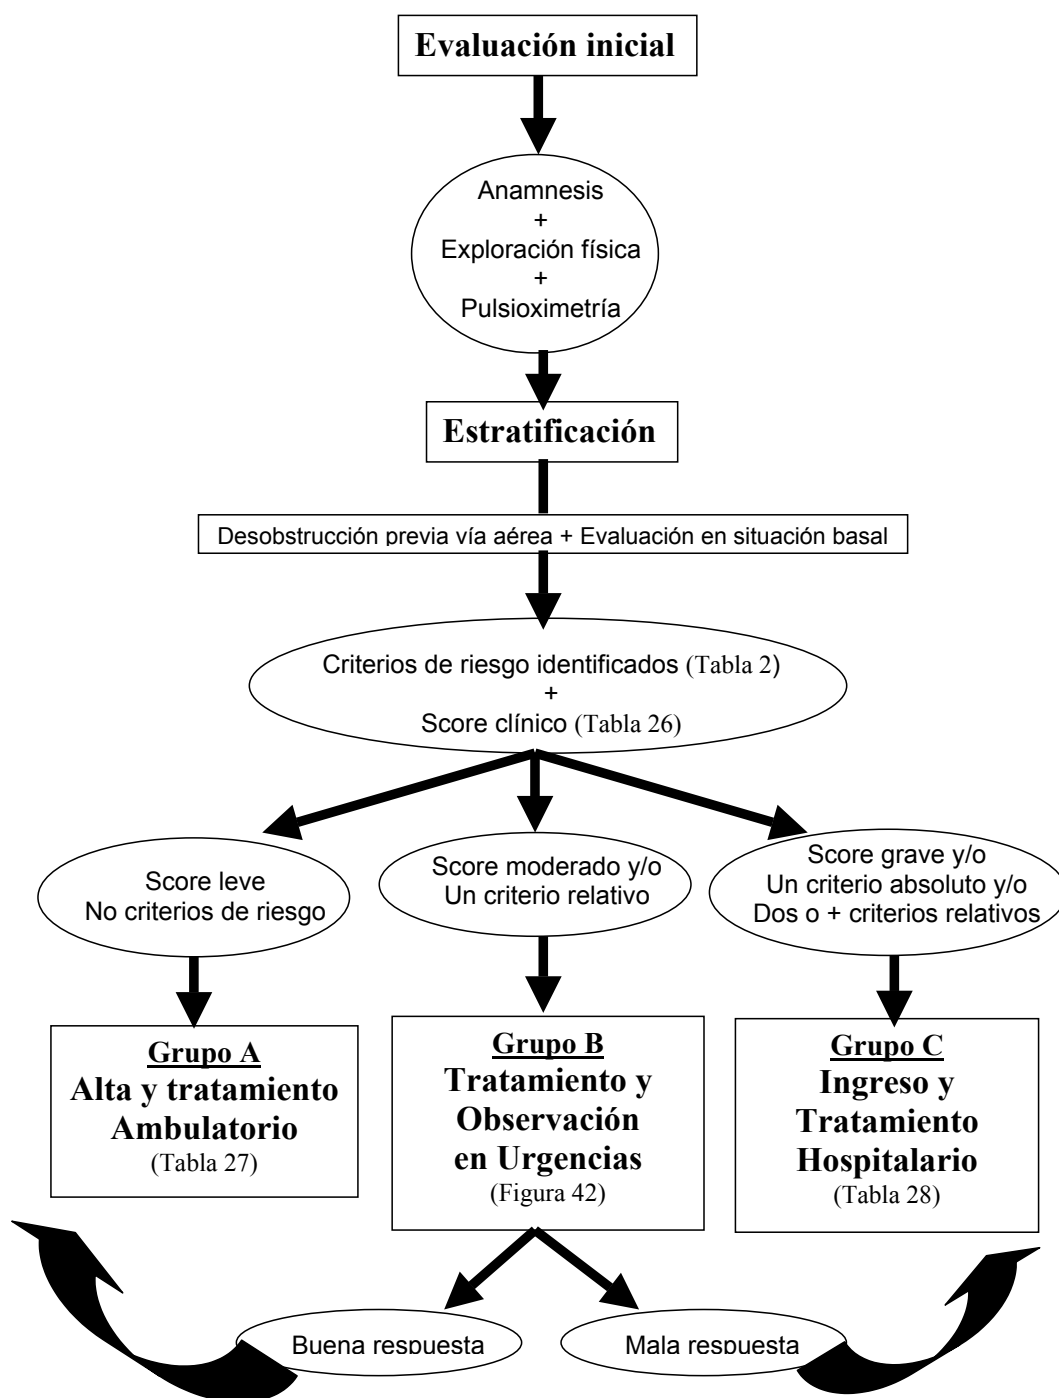 Evaluación inicial
Anamnesis
+
Exploración física
+
Pulsioximetría
Estratificación
Desobstrucción previa vía aérea + Evaluación en situación basal
Criterios de riesgo identificados (Tabla 2)
+
Score clínico (Tabla 26)
Score leve
No criterios de riesgo
Score moderado y/o
Un criterio relativo
Score grave y/o
Un criterio absoluto y/o
Dos o + criterios relativos
Grupo A
Alta y tratamiento
Ambulatorio
(Tabla 27)
Grupo B
Tratamiento y
Observación
en Urgencias
(Figura 42)
Grupo C
Ingreso y
Tratamiento
Hospitalario
(Tabla 28)
Buena respuesta
Mala respuesta